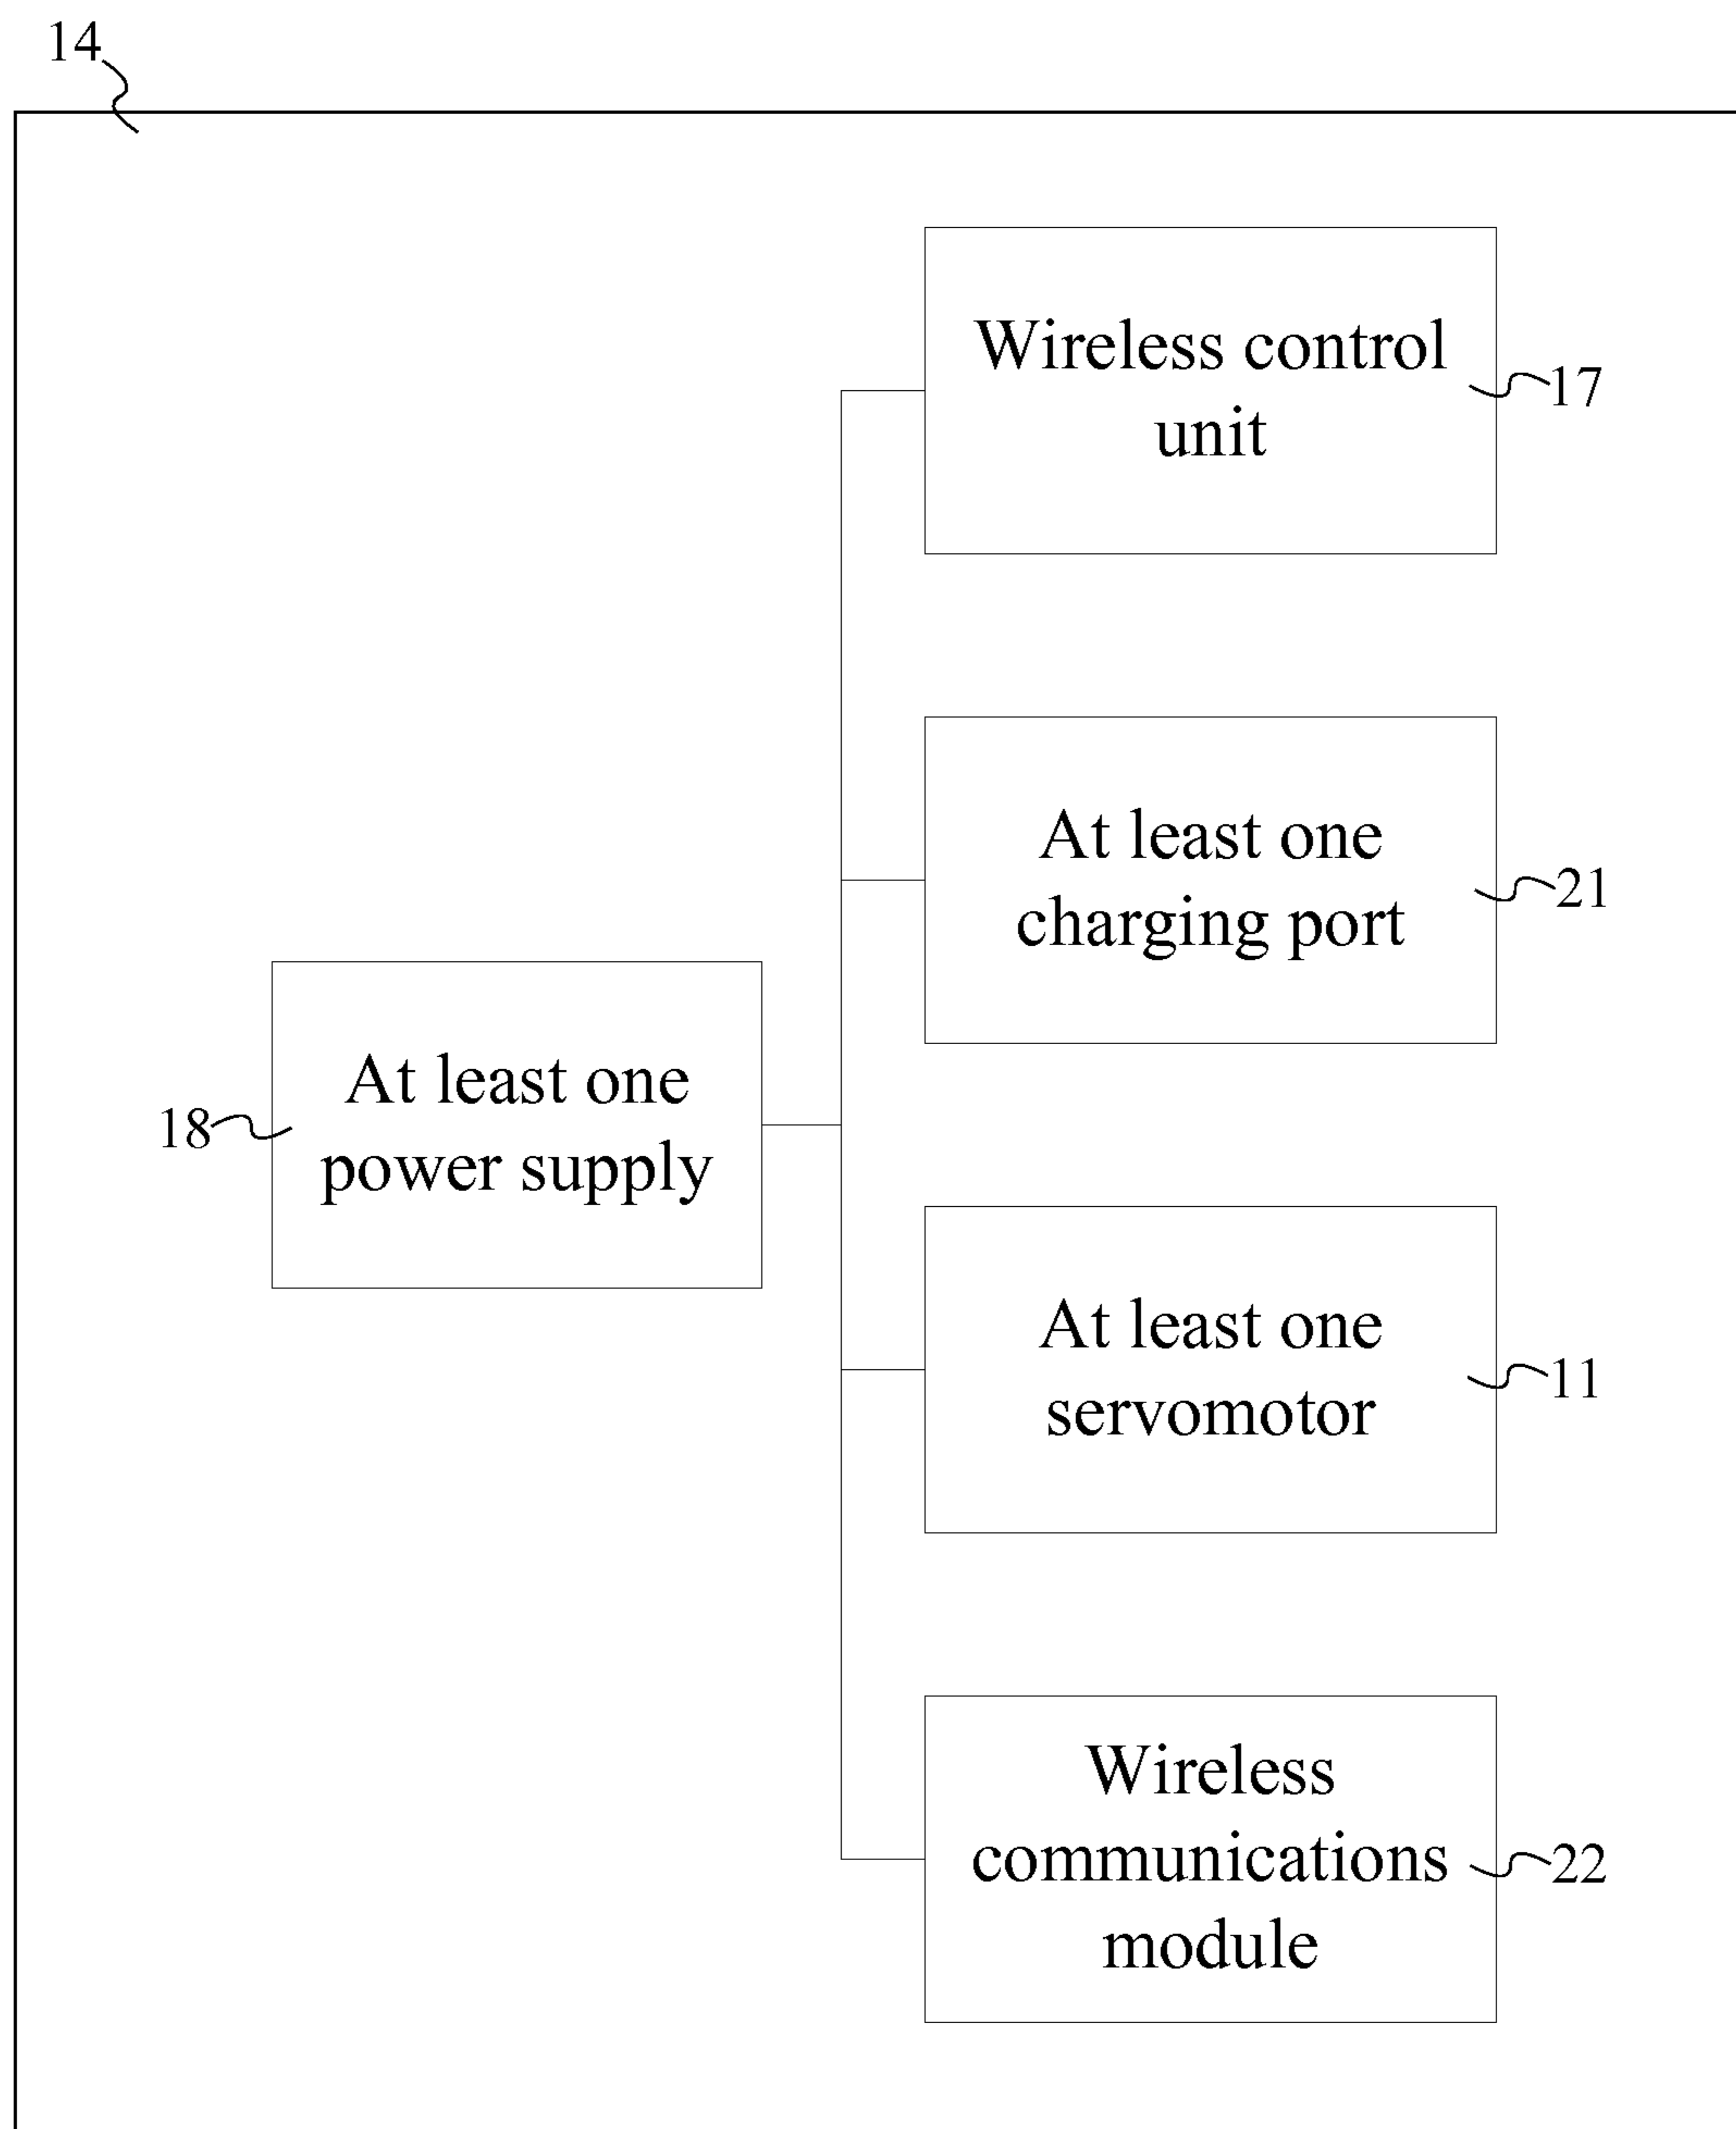 14
Wireless control
unit
17
At least one
charging port
21
At least one
power supply
18
At least one
servomotor
11
Wireless
communications
module
22